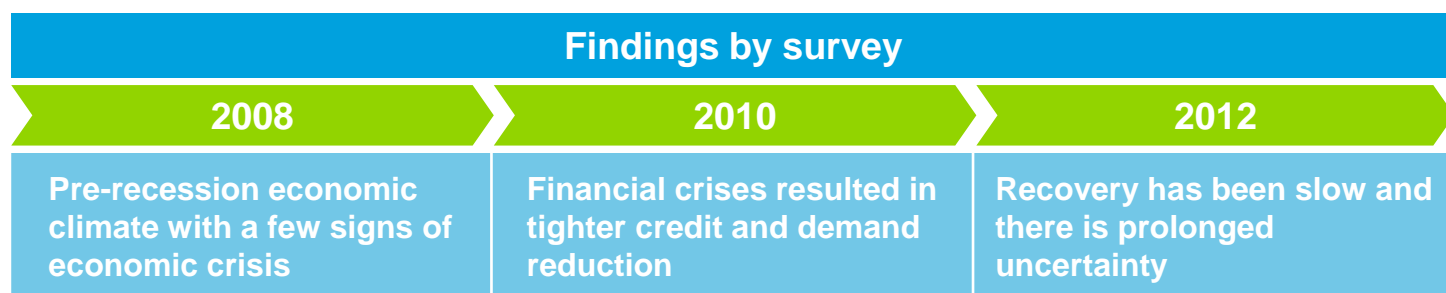 Findings by survey
2008
2010
2012
Pre-recession economic
climate with a few signs of
economic crisis
Financial crises resulted in
tighter credit and demand
reduction
Recovery has been slow and
there is prolonged
uncertainty